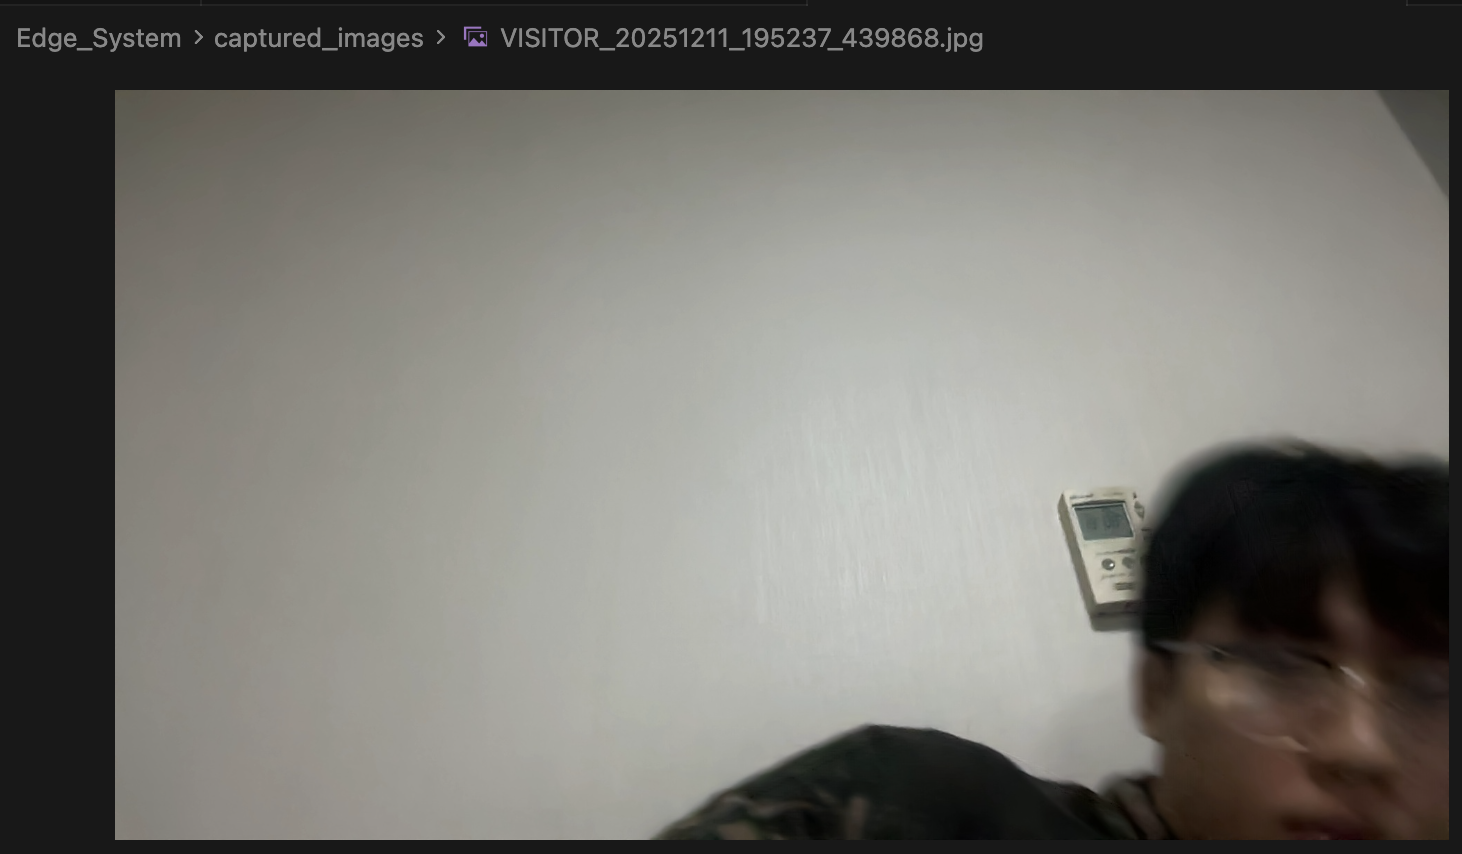 Edge_System > captured_images > VISITOR_20251211_195237_439868.jpg